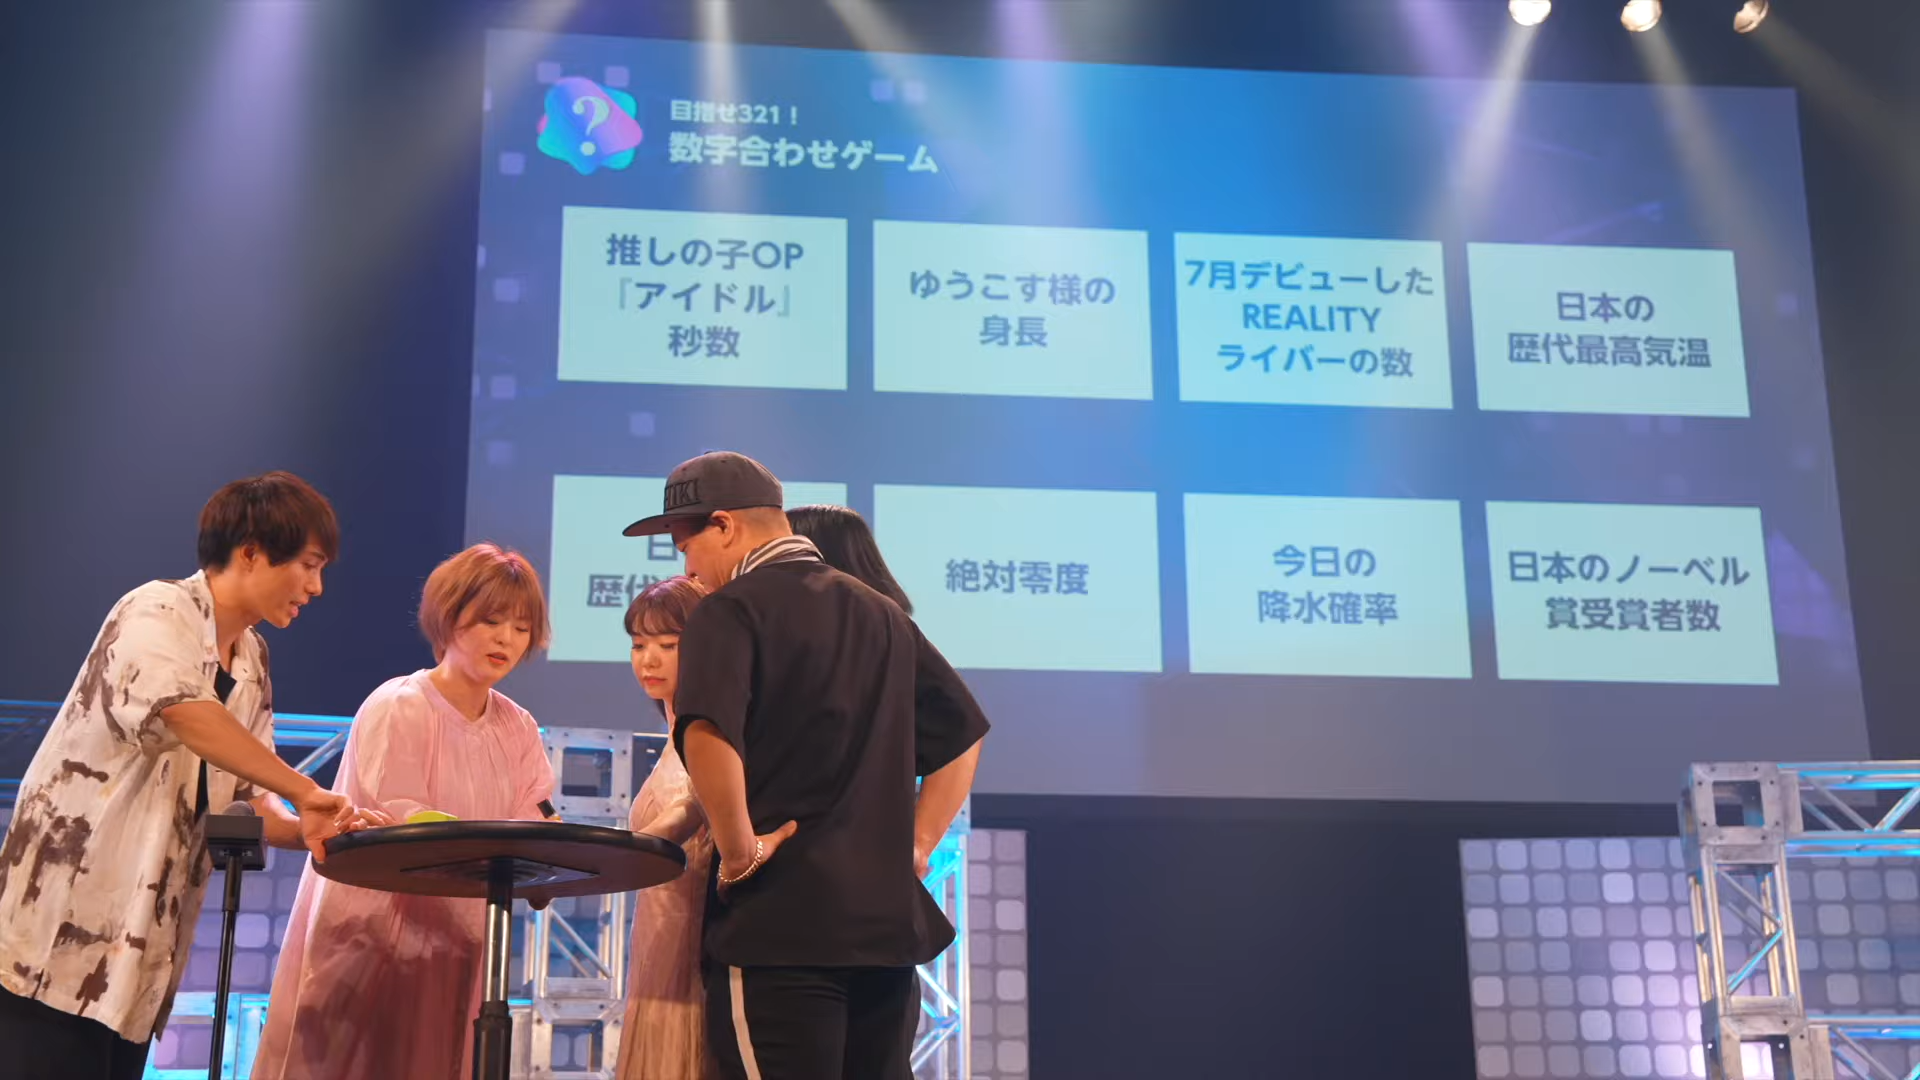 目指せ321！
数字合わせゲーム
推しの子OP
『アイドル』
秒数
ゆうこす様の
身長
7月デビューした
REALITY
ライバーの数
日本の
歴代最高気温
日
歴代
絶対零度
今日の
降水確率
日本のノーベル
賞受賞者数